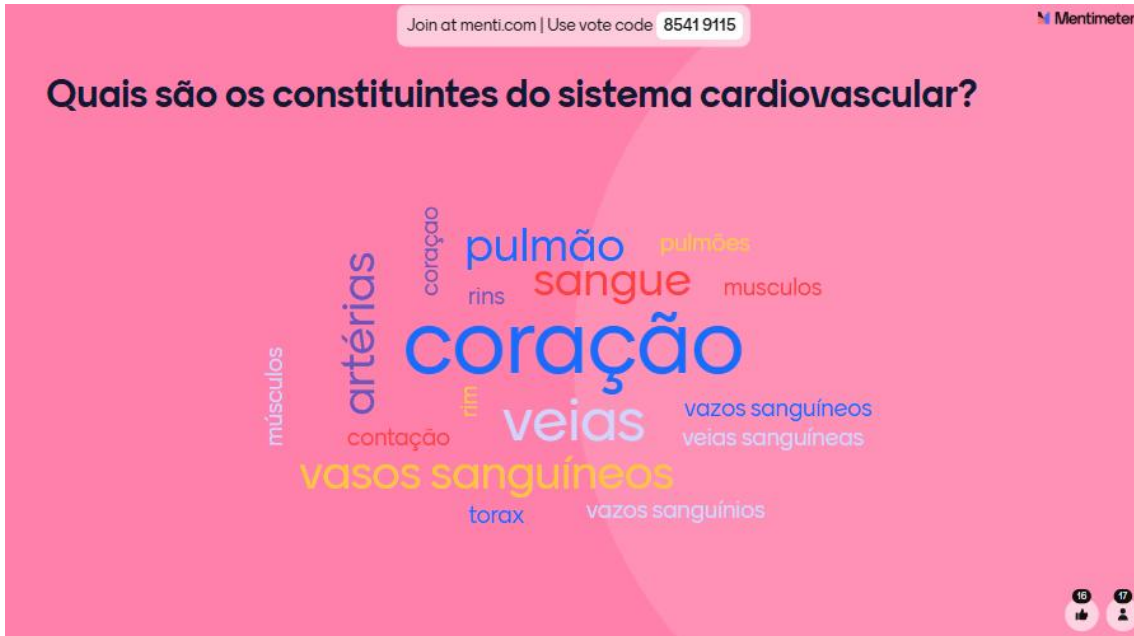 Join at menti.com | Use vote code 8541 9115
Mentimeter
Quais são os constituintes do sistema cardiovascular?
coraçao
pulmão
pulmões
artérias
rins
sangue
musculos
coração
músculos
rim
veias
vazos sanguíneos
contação
veias sanguíneas
vasos sanguíneos
torax
vazos sanguínios
16
17